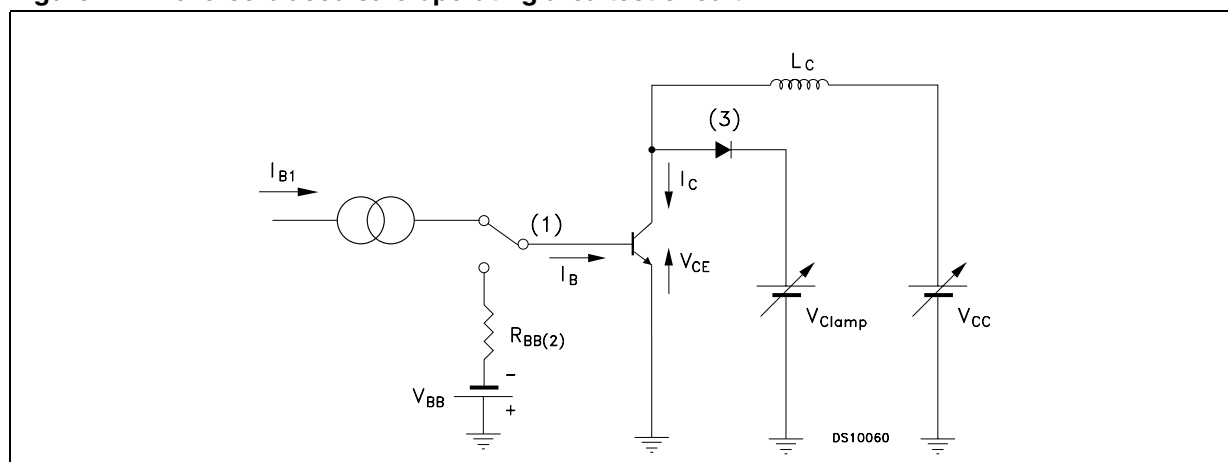 L_C
(3)
I_B1
I_C
(1)
V_CE
I_B
V_Clamp
V_CC
R_BB(2)
-
V_BB
+
DS10060